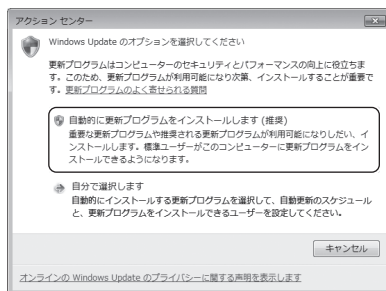 アクション センター
Windows Update のオプションを選択してください
更新プログラムはコンピューターのセキュリティとパフォーマンスの向上に役立ちま
す。このため、更新プログラムが利用可能になり次第、インストールすることが重要で
す。更新プログラムのよく寄せられる質問
自動的に更新プログラムをインストールします (推奨)
重要な更新プログラムや推奨される更新プログラムが利用可能になりしだい、イ
ンストールします。標準ユーザーがこのコンピューターに更新プログラムをイン
ストールできるようになります。
自分で選択します
自動的にインストールする更新プログラムを選択して、自動更新のスケジュール
と、更新プログラムをインストールできるユーザーを設定してください。
キャンセル
オンラインの Windows Update のプライバシーに関する声明を表示します